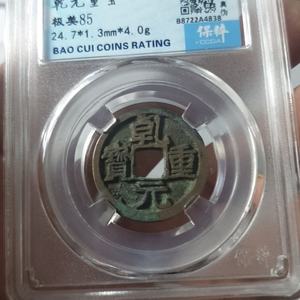 乾元重宝
极美85
24.7*1.3mm*4.0g
BAO CUI COINS RATING
B8722A4838
保粹
乾
重
寶
元